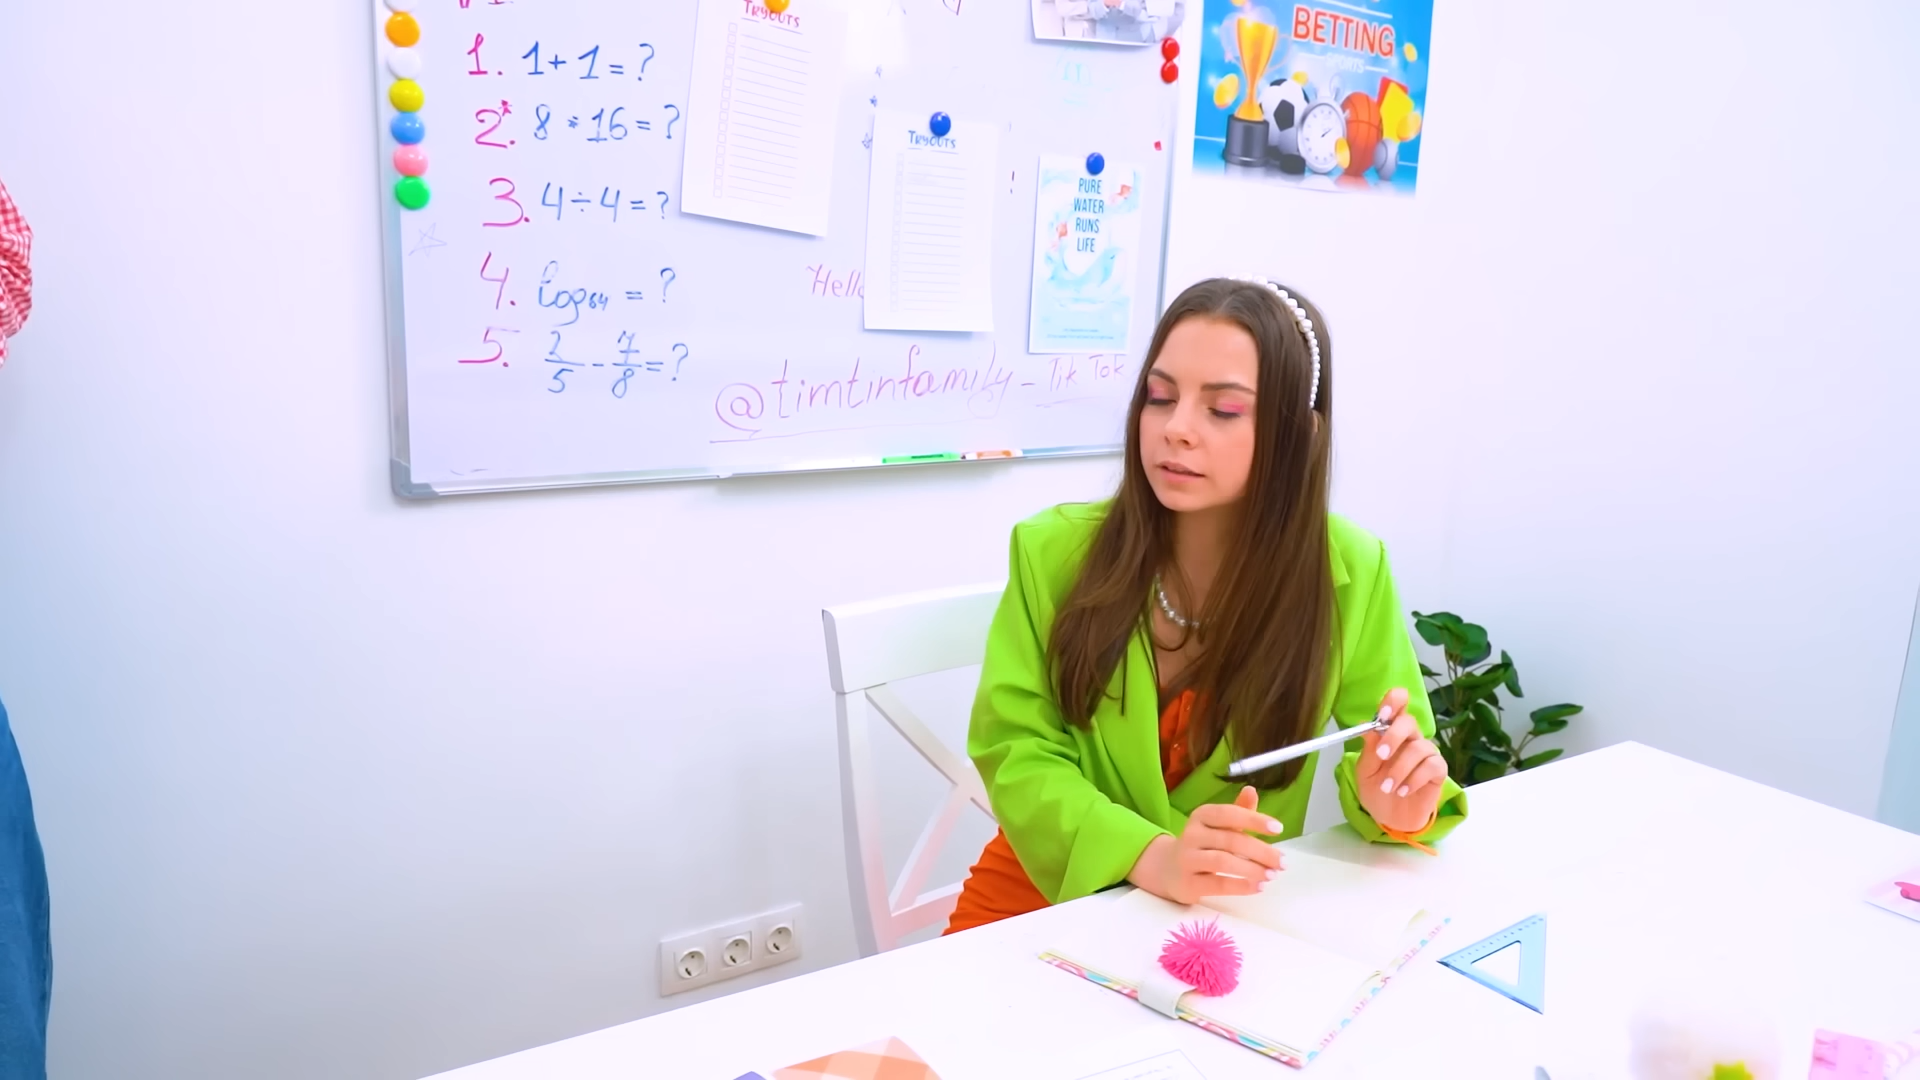 1. 1+1=?
2.* 8*16=?
3. 4÷4=?
4. log64 = ?
5. 2/5 - 7/8 = ?
TRYOUTS
TRYOUTS
Hello
@timtinfamily - Tik Tok
PURE
WATER
RUNS
LIFE
BETTING
SPORTS